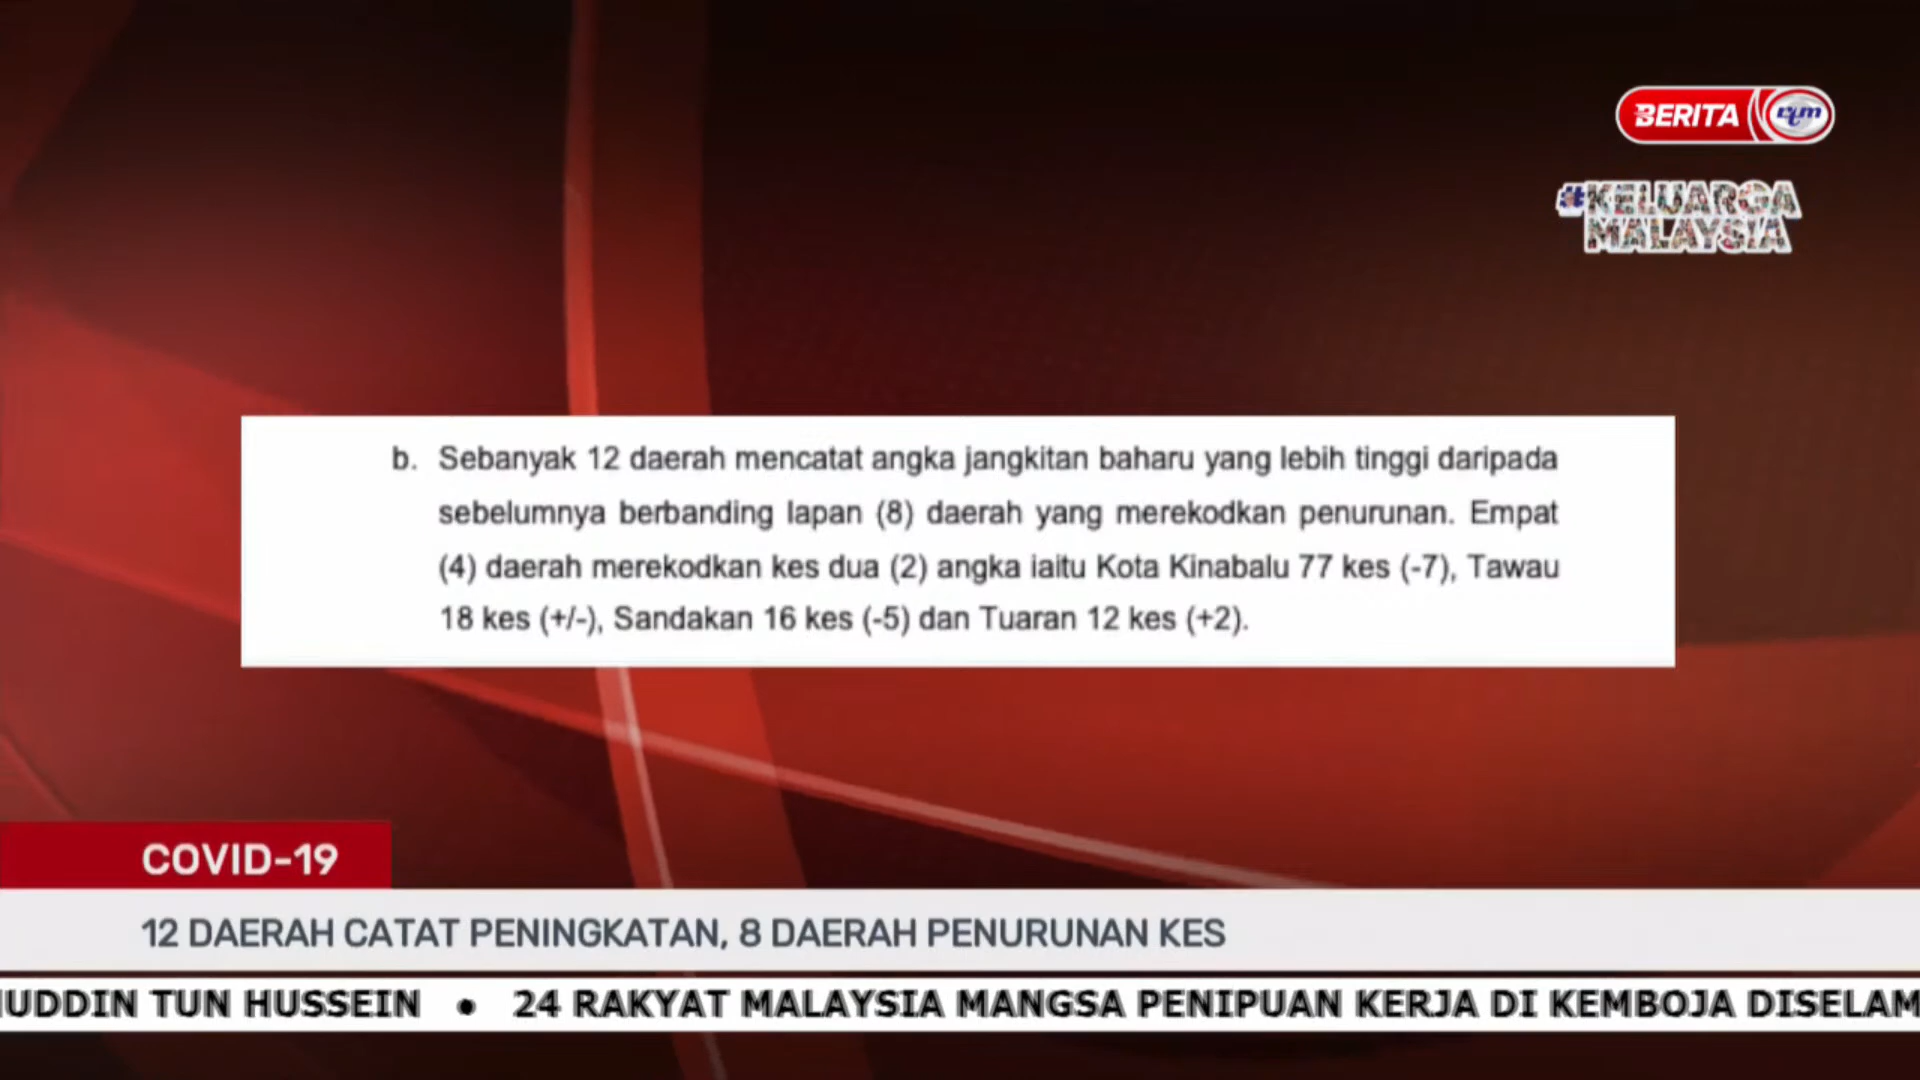 BERITA rtm
#KELUARGA
MALAYSIA
b. Sebanyak 12 daerah mencatat angka jangkitan baharu yang lebih tinggi daripada
sebelumnya berbanding lapan (8) daerah yang merekodkan penurunan. Empat
(4) daerah merekodkan kes dua (2) angka iaitu Kota Kinabalu 77 kes (-7), Tawau
18 kes (+/-), Sandakan 16 kes (-5) dan Tuaran 12 kes (+2).
COVID-19
12 DAERAH CATAT PENINGKATAN, 8 DAERAH PENURUNAN KES
UDDIN TUN HUSSEIN • 24 RAKYAT MALAYSIA MANGSA PENIPUAN KERJA DI KEMBOJA DISELAM